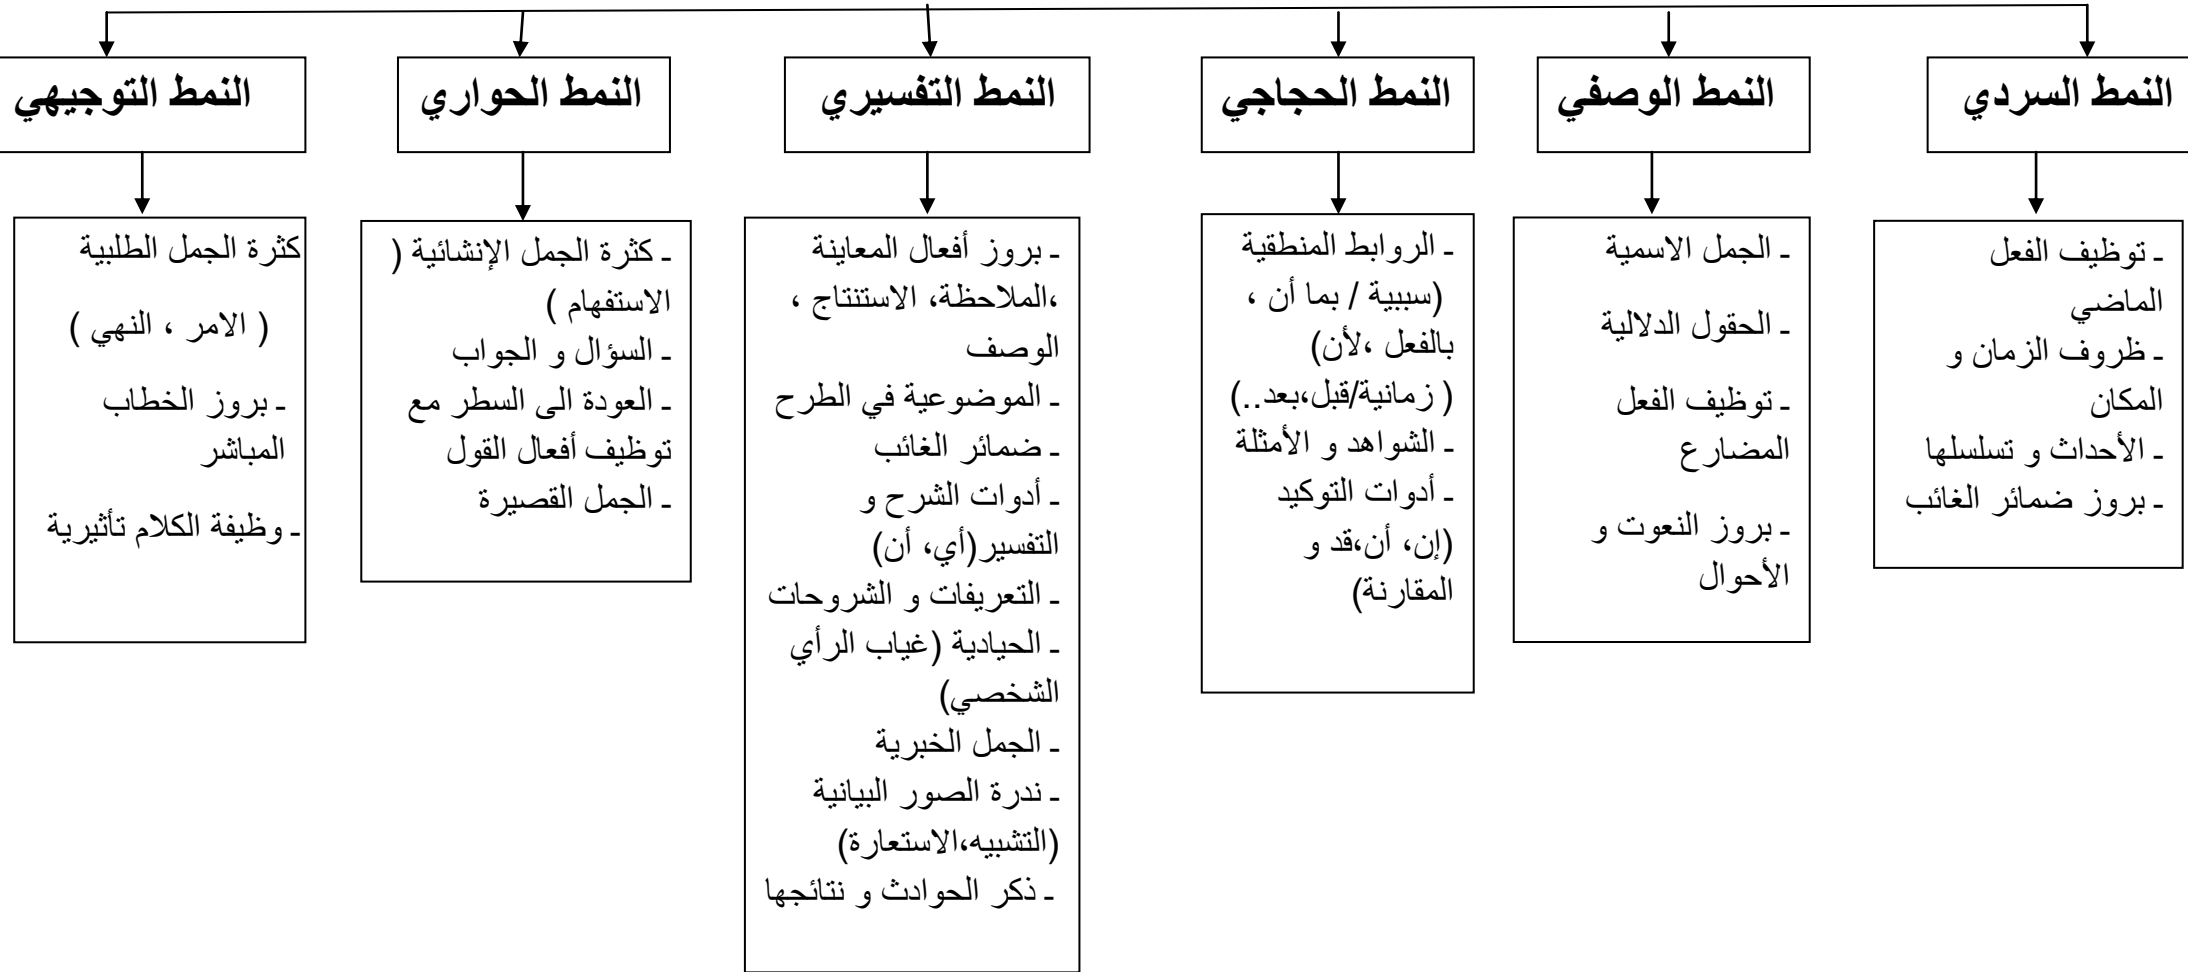 النمط السردي
النمط الوصفي
النمط الحجاجي
النمط التفسيري
النمط الحواري
النمط التوجيهي
ـ توظيف الفعل
الماضي
ـ ظروف الزمان و
المكان
ـ الأحداث و تسلسلها
ـ بروز ضمائر الغائب
ـ الجمل الاسمية
ـ الحقول الدلالية
ـ توظيف الفعل
المضارع
ـ بروز النعوت و
الأحوال
ـ الروابط المنطقية
(سببية / بما أن ،
بالفعل ،لأن)
( زمانية/قبل،بعد..)
ـ الشواهد و الأمثلة
ـ أدوات التوكيد
(إن، أن،قد و
المقارنة)
ـ بروز أفعال المعاينة
،الملاحظة، الاستنتاج ،
الوصف
ـ الموضوعية في الطرح
ـ ضمائر الغائب
ـ أدوات الشرح و
التفسير(أي، أن)
ـ التعريفات و الشروحات
ـ الحيادية (غياب الرأي
الشخصي)
ـ الجمل الخبرية
ـ ندرة الصور البيانية
(التشبيه،الاستعارة)
ـ ذكر الحوادث و نتائجها
ـ كثرة الجمل الإنشائية (
الاستفهام )
ـ السؤال و الجواب
ـ العودة الى السطر مع
توظيف أفعال القول
ـ الجمل القصيرة
كثرة الجمل الطلبية
( الامر ، النهي )
ـ بروز الخطاب
المباشر
ـ وظيفة الكلام تأثيرية